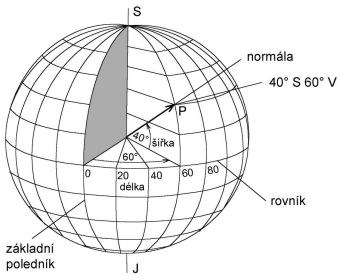 S
normála
40° S 60° V
P
40°
šířka
60°
0
20
40
60
80
délka
rovník
základní
poledník
J